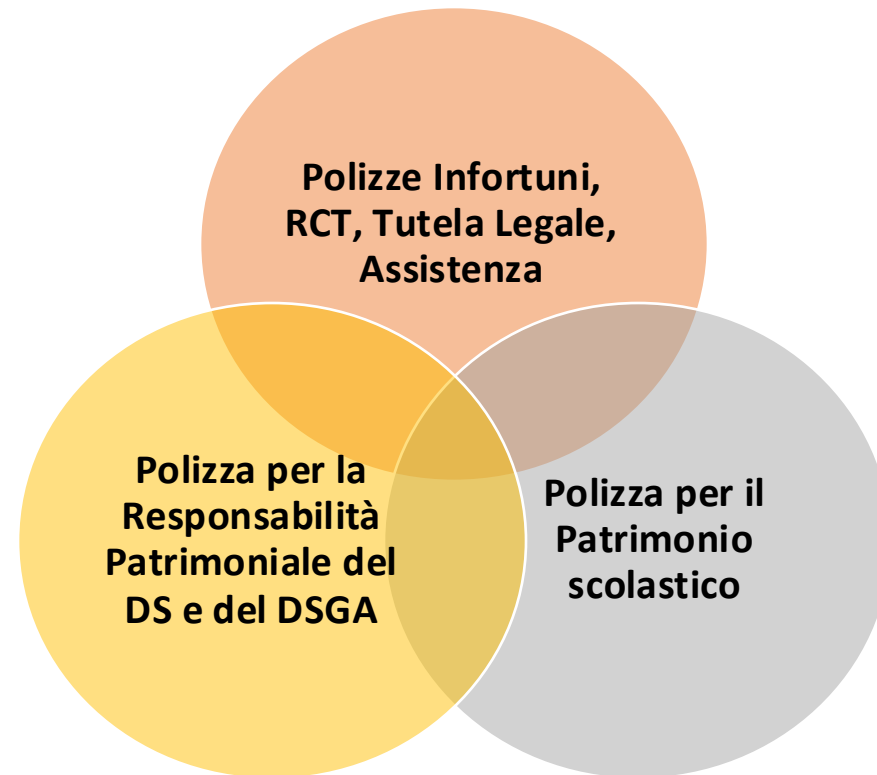 Polizze Infortuni,
RCT, Tutela Legale,
Assistenza
Polizza per la
Responsabilità
Patrimoniale del
DS e del DSGA
Polizza per il
Patrimonio
scolastico